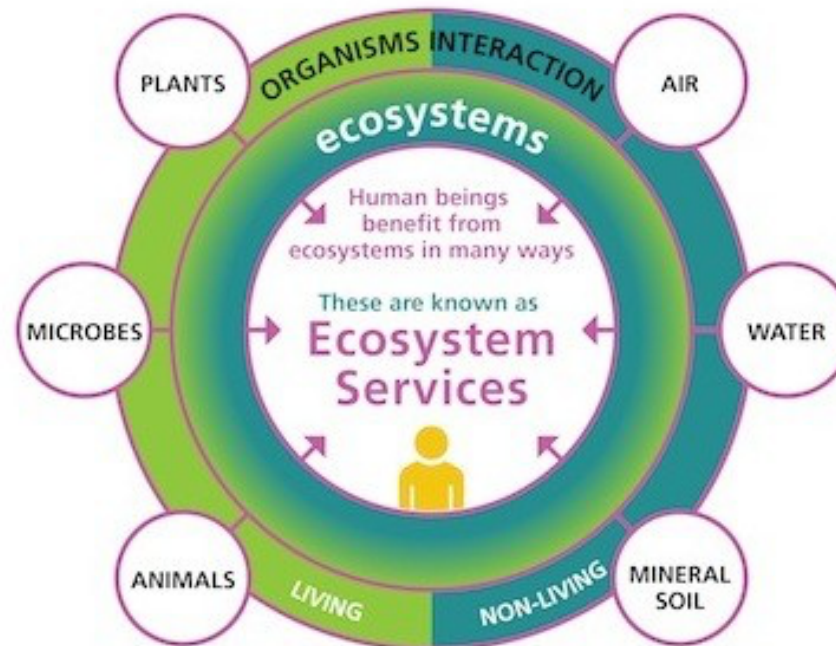 ORGANISMS INTERACTION
PLANTS
AIR
ecosystems
Human beings
benefit from
ecosystems in many ways
These are known as
Ecosystem
Services
MICROBES
WATER
ANIMALS
LIVING
NON-LIVING
MINERAL
SOIL